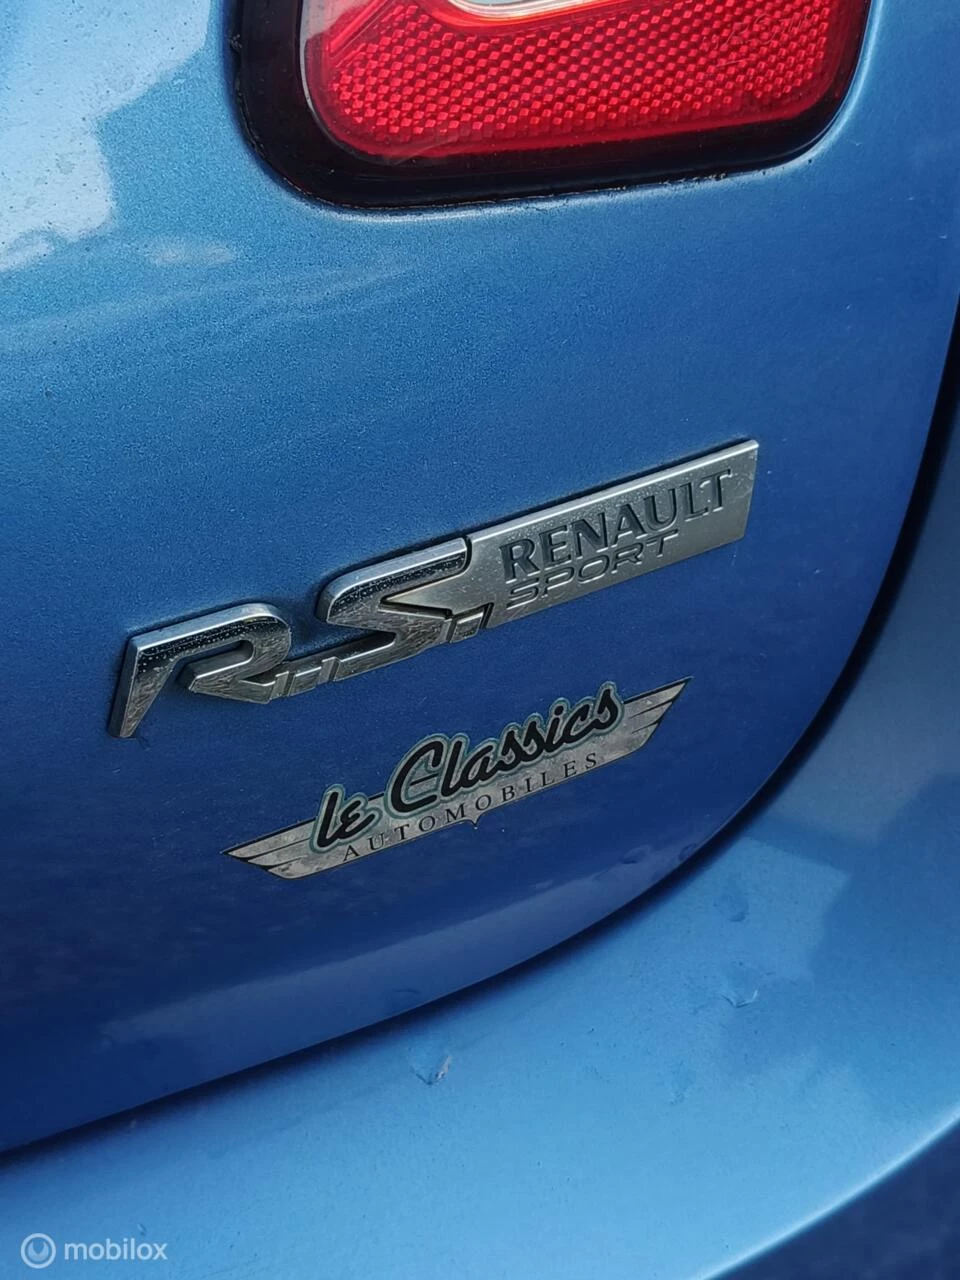 R.S. RENAULT
SPORT
le Classics
AUTOMOBILES
mobilox